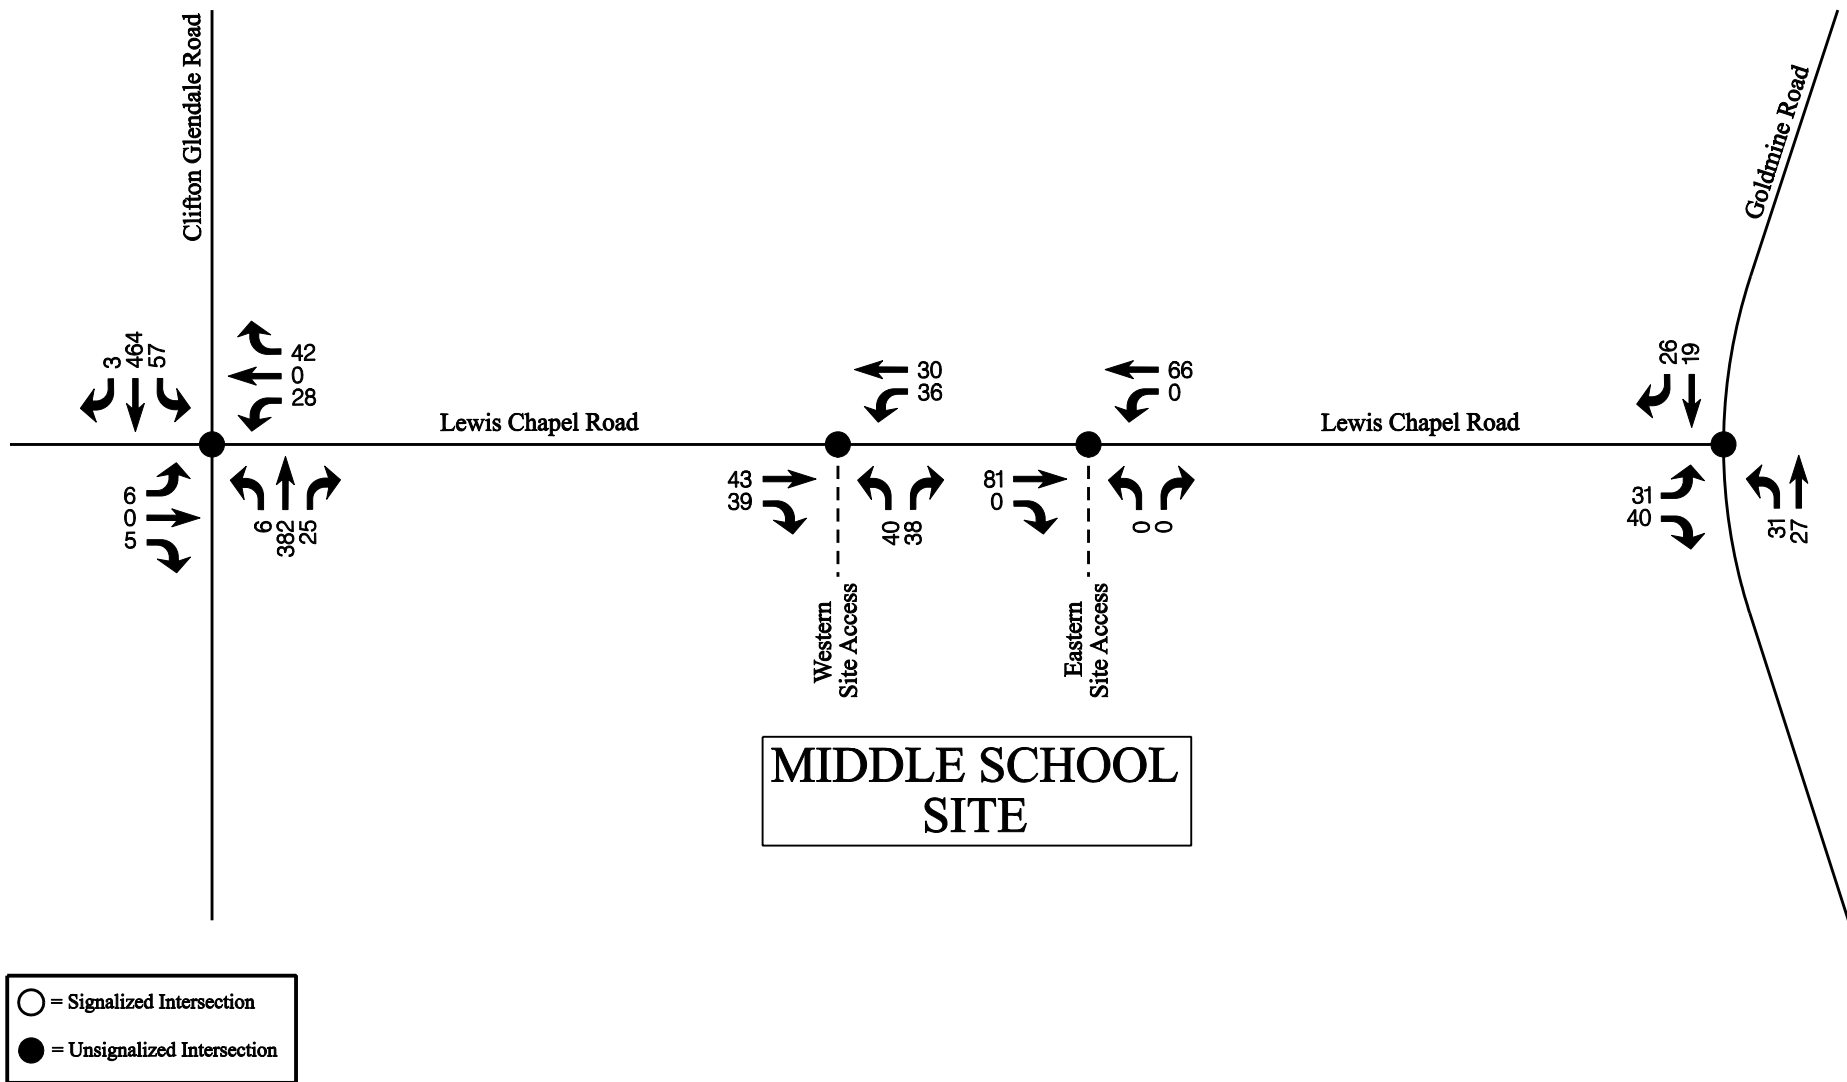 Clifton Glendale Road
Goldmine Road
3
464
57
42
0
28
6
0
5
6
382
25
Lewis Chapel Road
30
36
43
39
40
38
66
0
81
0
0
0
Lewis Chapel Road
26
19
31
40
31
27
Western
Site Access
Eastern
Site Access
MIDDLE SCHOOL
SITE
= Signalized Intersection
= Unsignalized Intersection